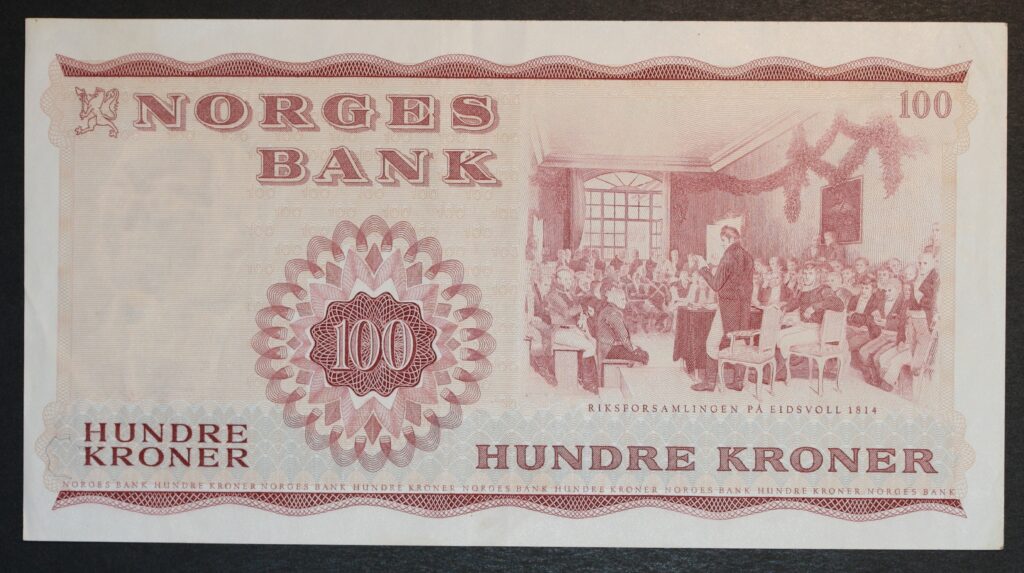 NORGES
BANK
100
100
RIKSFORSAMLINGEN PÅ EIDSVOLL 1814
HUNDRE
KRONER
HUNDRE KRONER
NORGES BANK HUNDRE KRONER NORGES BANK HUNDRE KRONER NORGES BANK HUNDRE KRONER NORGES BANK HUNDRE KRONER NORGES BANK